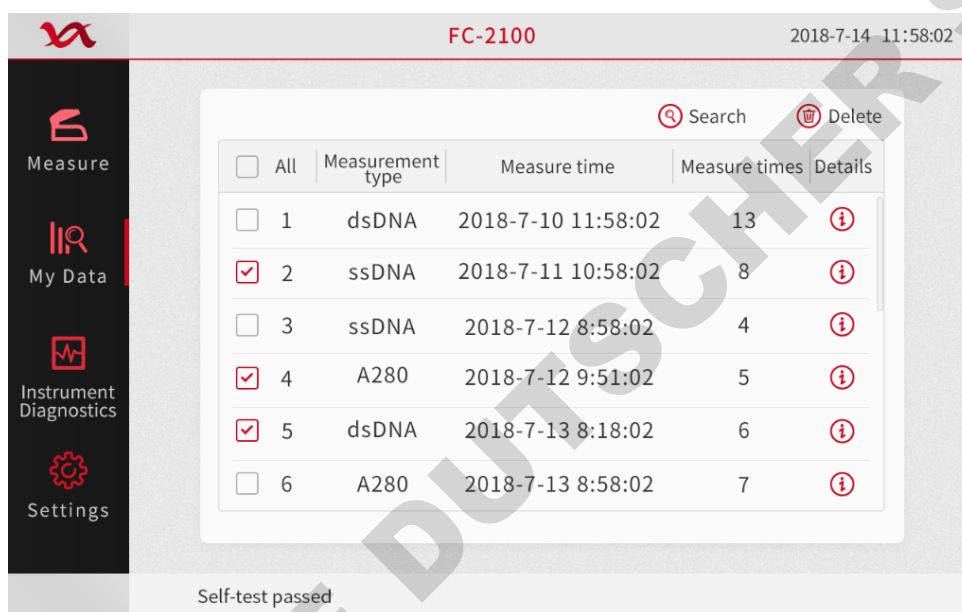 FC-2100 2018-7-14 11:58:02
Measure
My Data
Instrument
Diagnostics
Settings
Search Delete
All Measurement type Measure time Measure times Details
1 dsDNA 2018-7-10 11:58:02 13
2 ssDNA 2018-7-11 10:58:02 8
3 ssDNA 2018-7-12 8:58:02 4
4 A280 2018-7-12 9:51:02 5
5 dsDNA 2018-7-13 8:18:02 6
6 A280 2018-7-13 8:58:02 7
Self-test passed
DUTSCHER